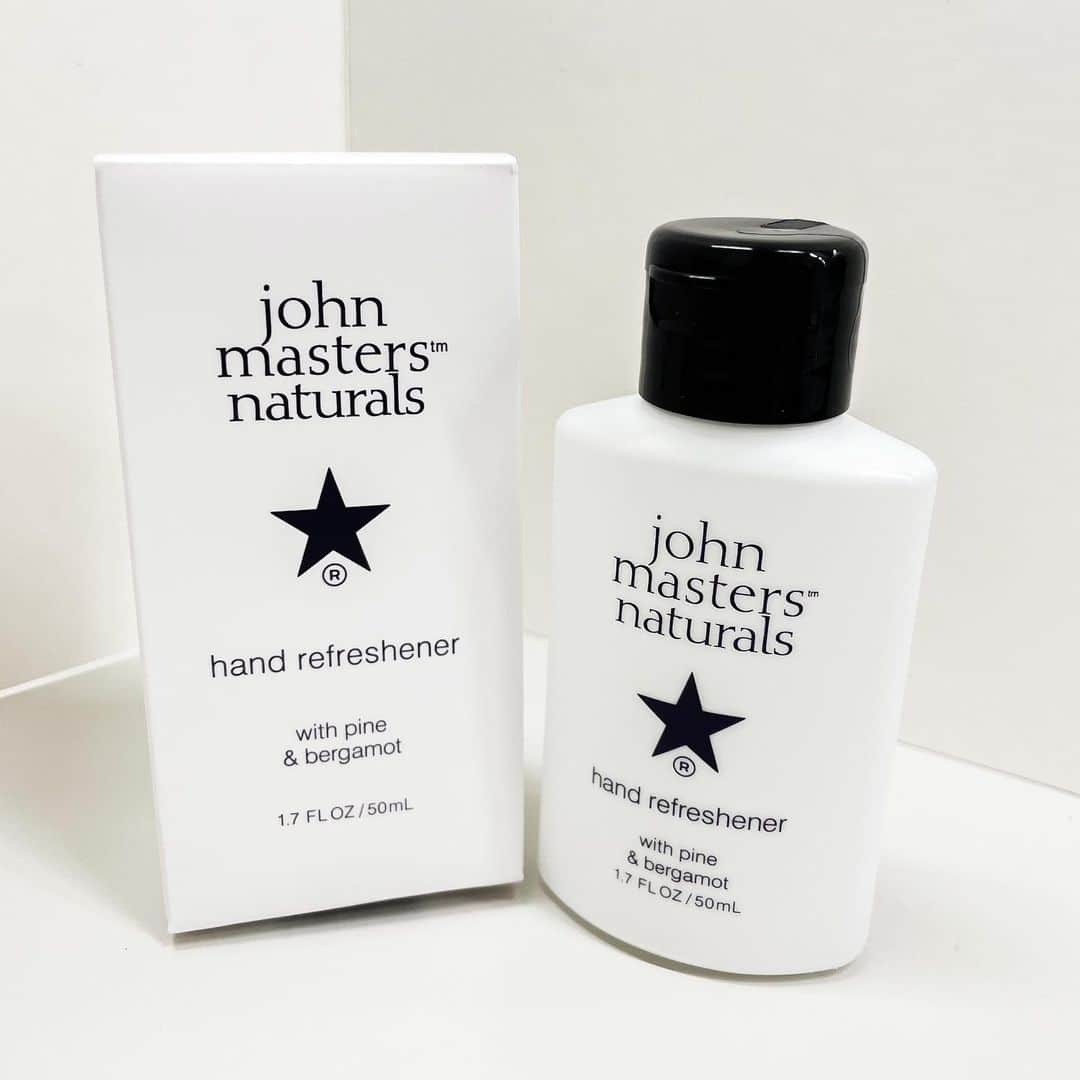 john
masters™
naturals
®
hand refreshener
with pine
& bergamot
1.7 FL OZ/50mL
john
masters™
naturals
®
hand refreshener
with pine
& bergamot
1.7 FL OZ/50mL